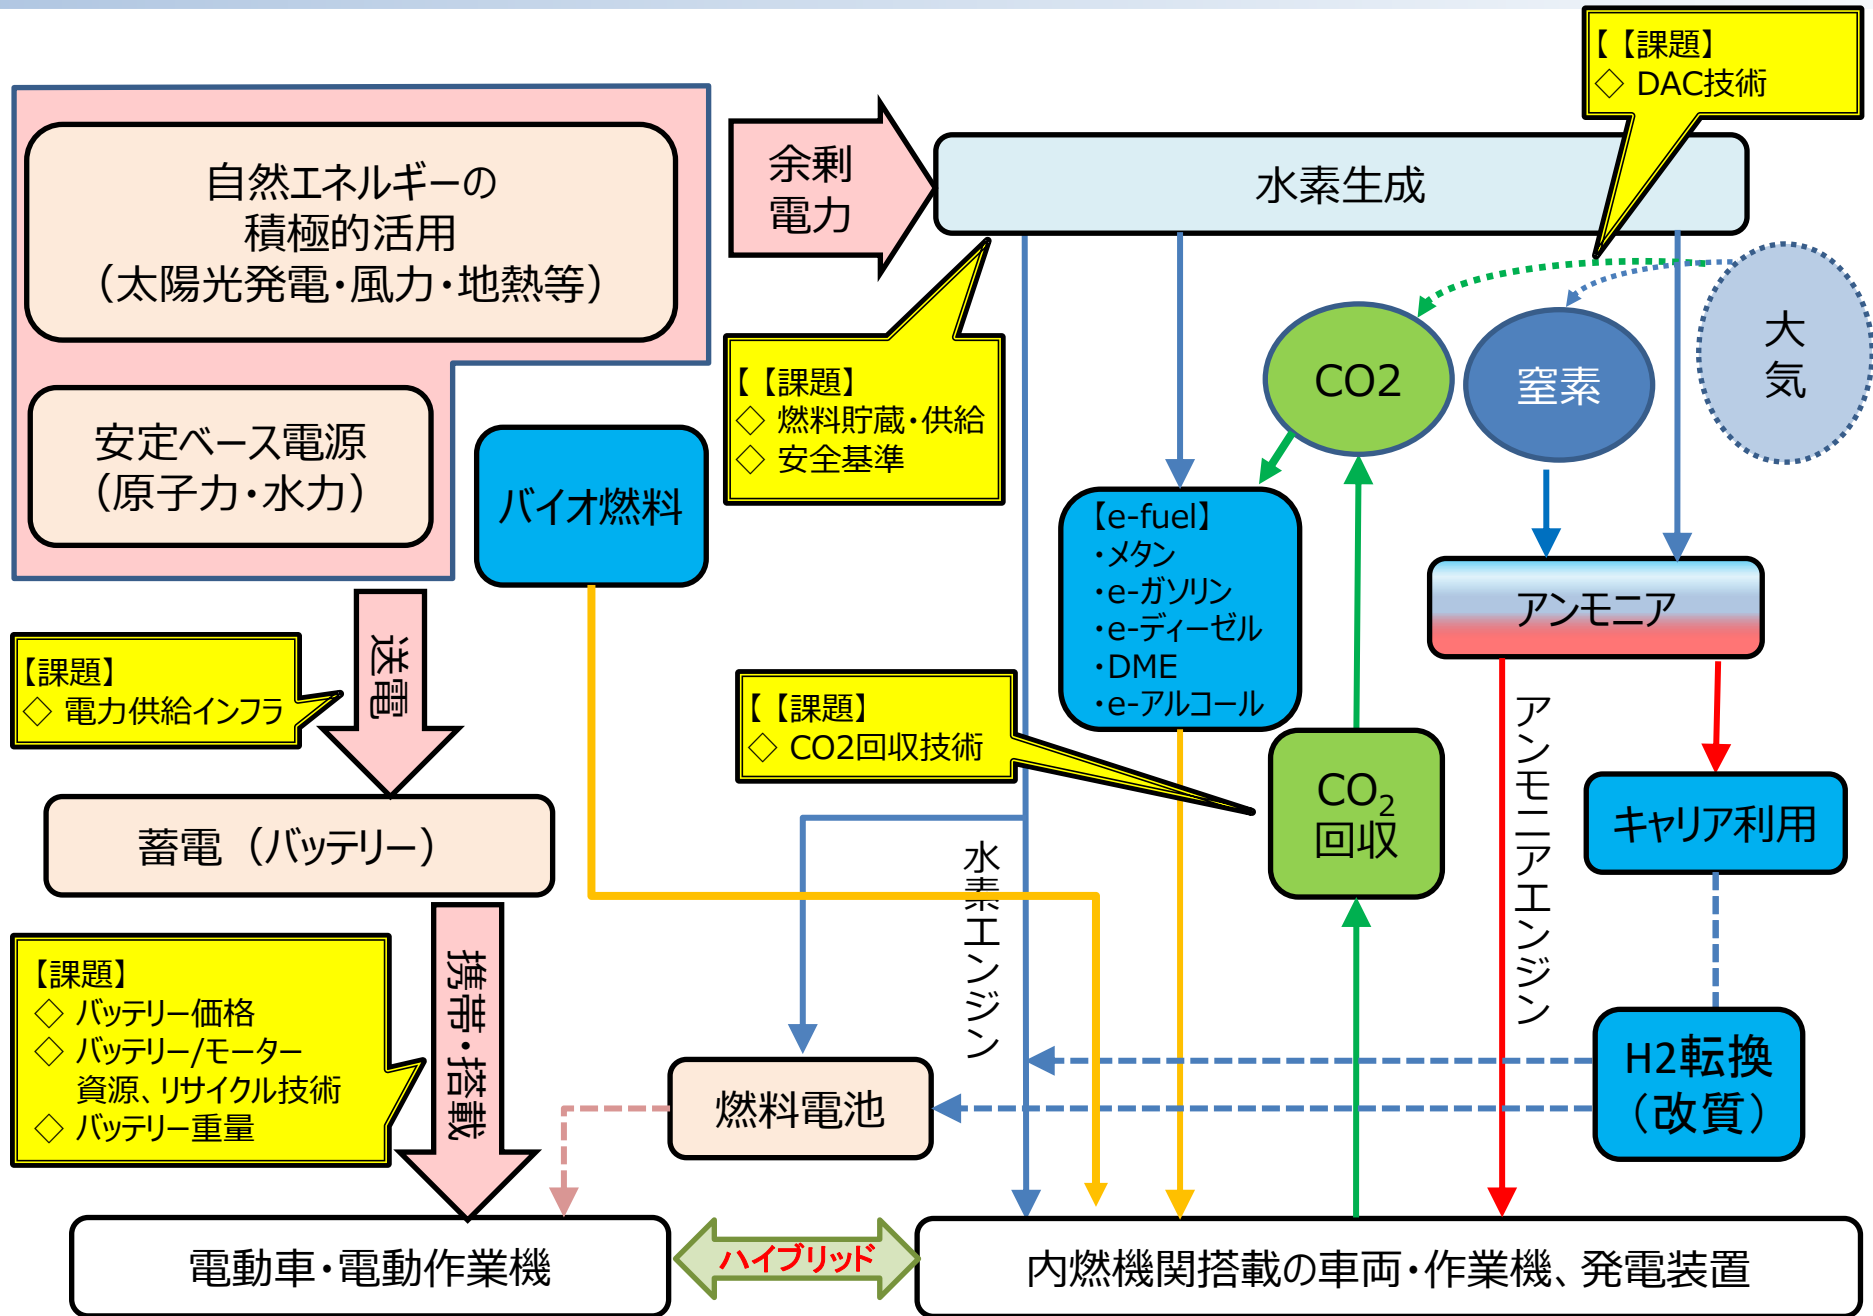 【 【課題】
◇ DAC技術
自然エネルギーの
積極的活用
（太陽光発電・風力・地熱等）
余剰
電力
水素生成
大
気
【 【課題】
◇ 燃料貯蔵・供給
◇ 安全基準
CO2
窒素
安定ベース電源
（原子力・水力）
バイオ燃料
【e-fuel】
・メタン
・e-ガソリン
・e-ディーゼル
・DME
・e-アルコール
アンモニア
送電
【課題】
◇ 電力供給インフラ
【 【課題】
◇ CO2回収技術
CO2
回収
アンモニアエンジン
キャリア利用
蓄電（バッテリー）
水素エンジン
【課題】
◇ バッテリー価格
◇ バッテリー/モーター
資源、リサイクル技術
◇ バッテリー重量
携帯・搭載
燃料電池
H2転換
（改質）
電動車・電動作業機
ハイブリッド
内燃機関搭載の車両・作業機、発電装置